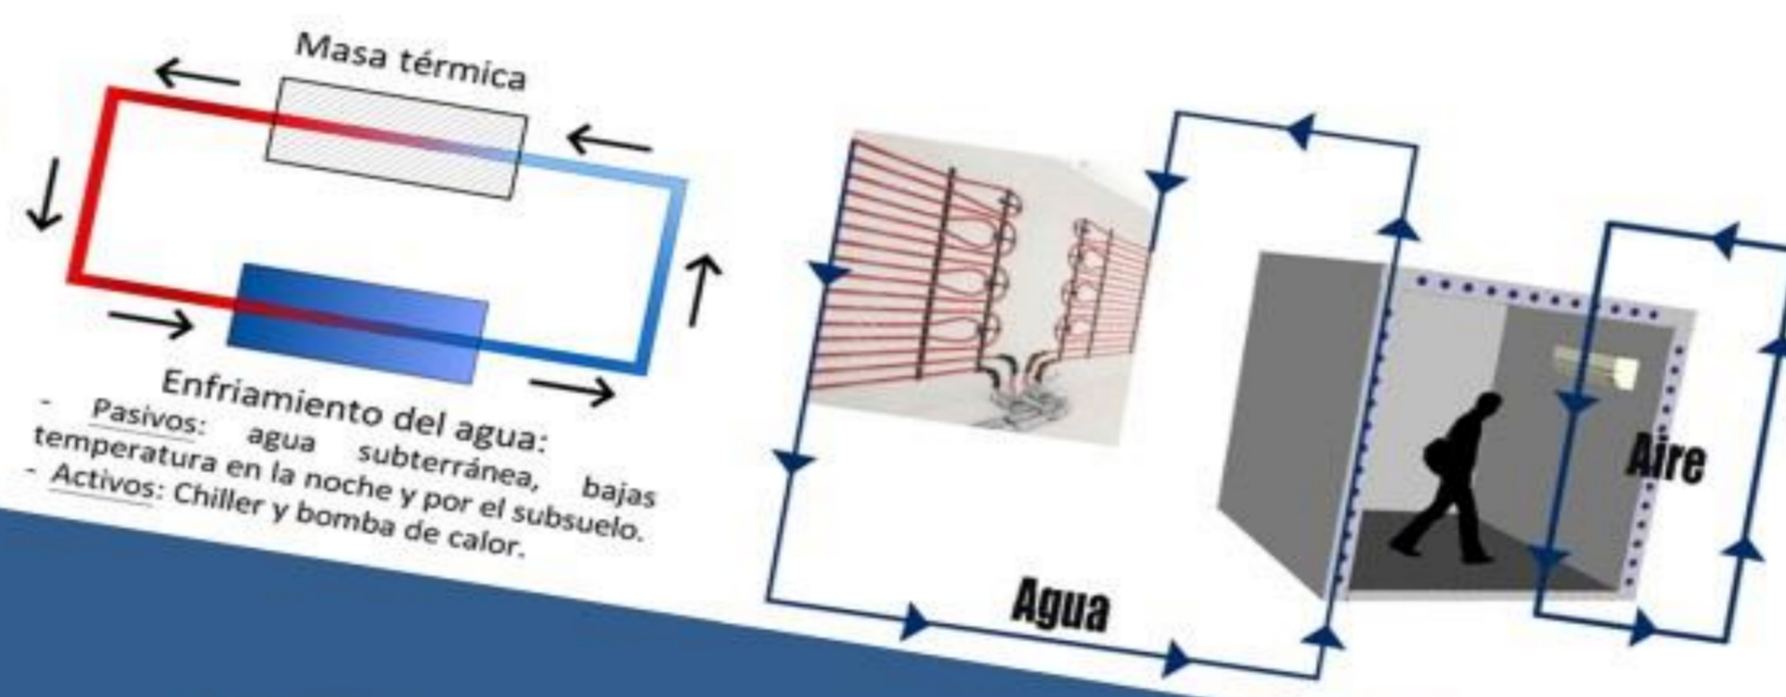 Masa térmica
Enfriamiento del agua:
- Pasivos: agua subterránea, bajas
temperatura en la noche y por el subsuelo.
- Activos: Chiller y bomba de calor.
Agua
Aire